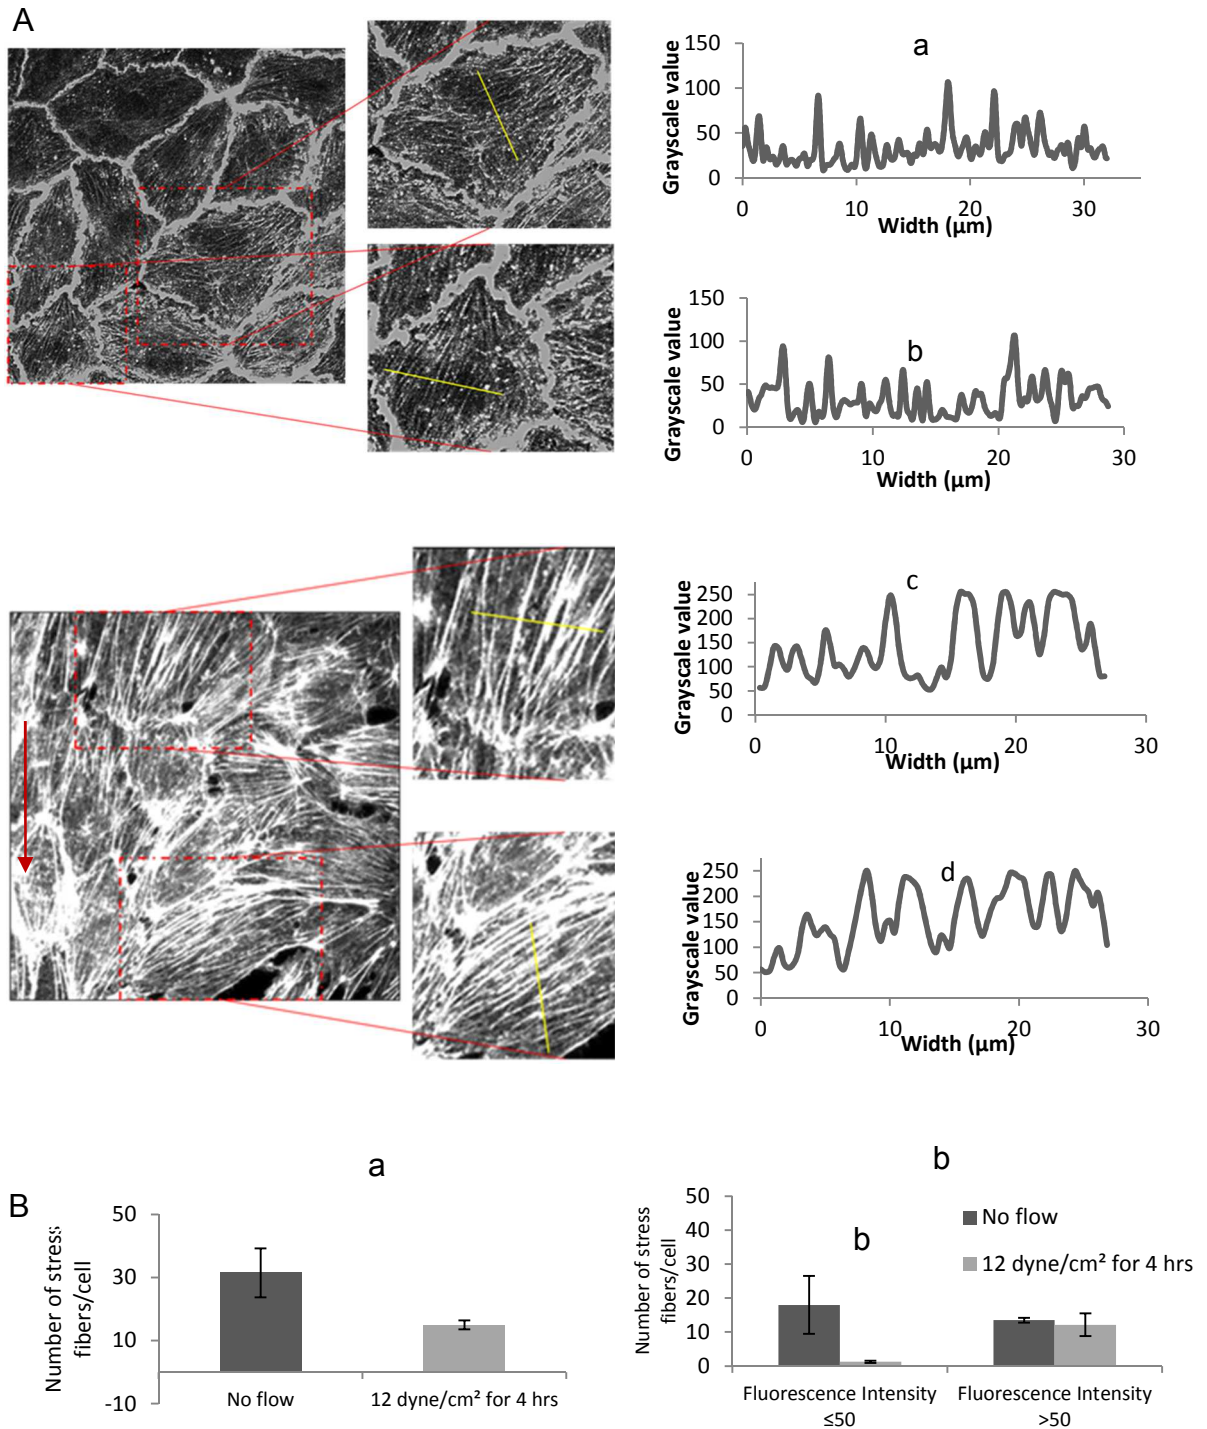 A
a
150
100
50
0
Grayscale value
0 10 20 30
Width (µm)
b
150
100
50
0
Grayscale value
0 10 20 30
Width (µm)
c
250
200
150
100
50
0
Grayscale value
0 10 20 30
Width (µm)
d
250
200
150
100
50
0
Grayscale value
0 10 20 30
Width (µm)
B
a
50
30
10
-10
Number of stress
fibers/cell
No flow 12 dyne/cm² for 4 hrs
b
50
40
30
20
10
0
Number of stress
fibers/cell
b
No flow
12 dyne/cm² for 4 hrs
Fluorescence Intensity Fluorescence Intensity
≤50 >50